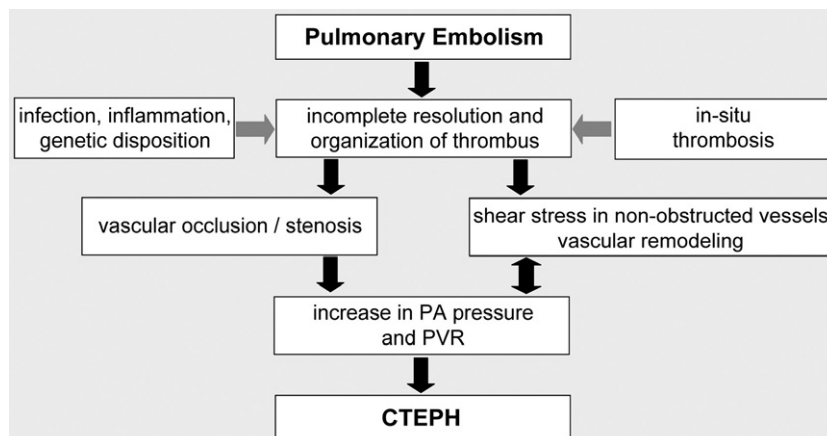 Pulmonary Embolism
infection, inflammation,
genetic disposition
incomplete resolution and
organization of thrombus
in-situ
thrombosis
vascular occlusion / stenosis
shear stress in non-obstructed vessels
vascular remodeling
increase in PA pressure
and PVR
CTEPH